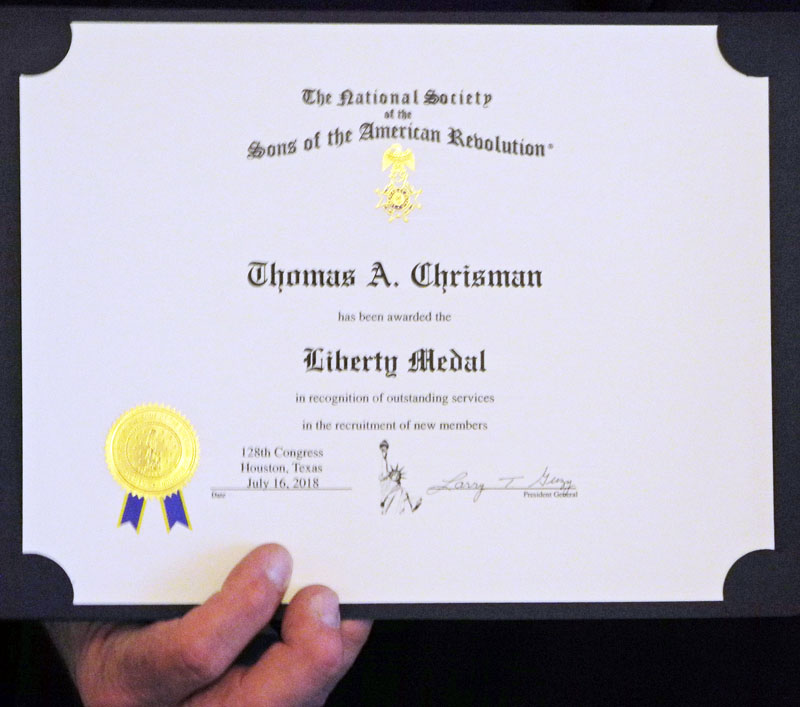 The National Society
of the
Sons of the American Revolution®
Thomas A. Chrisman
has been awarded the
Liberty Medal
in recognition of outstanding services
in the recruitment of new members
128th Congress
Houston, Texas
July 16, 2018
Date
Larry T
President General